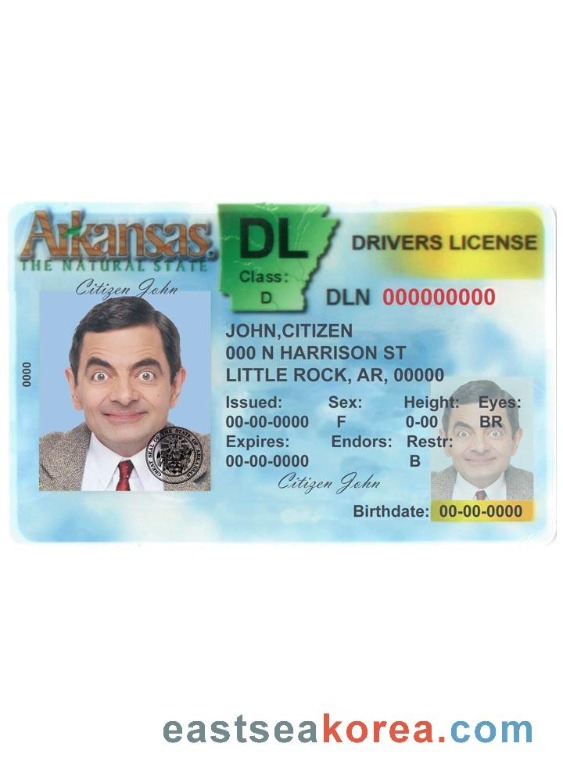 Arkansas
THE NATURAL STATE
DL
Class:
D
DRIVERS LICENSE
DLN 000000000
Citizen John
0000
JOHN,CITIZEN
000 N HARRISON ST
LITTLE ROCK, AR, 00000
Issued: Sex: Height: Eyes:
00-00-0000 F 0-00 BR
Expires: Endors: Restr:
00-00-0000 B
Citizen John
Birthdate: 00-00-0000
eastseakorea.com